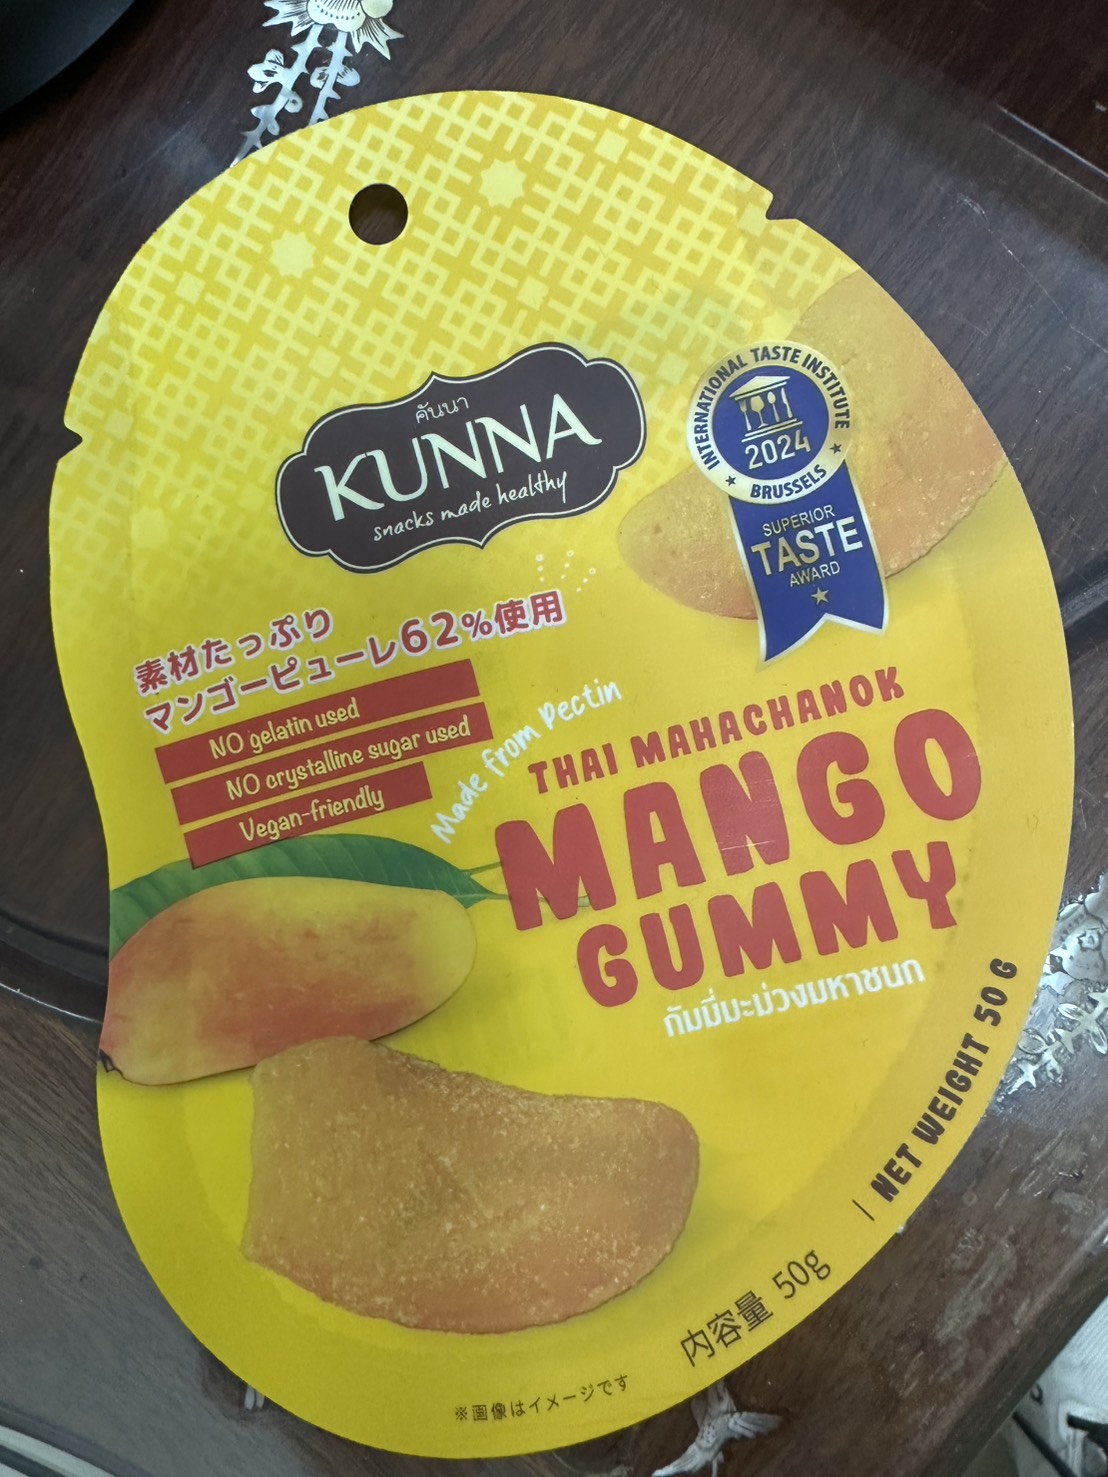 คันนา
KUNNA
snacks made healthy
INTERNATIONAL TASTE INSTITUTE
2024
BRUSSELS
SUPERIOR
TASTE
AWARD
素材たっぷり
マンゴーピューレ62%使用
NO gelatin used
NO crystalline sugar used
Vegan-friendly
Made from Pectin
THAI MAHACHANOK
MANGO
GUMMY
กัมมี่มะม่วงมหาชนก
NET WEIGHT 50 G
内容量 50g
※画像はイメージです